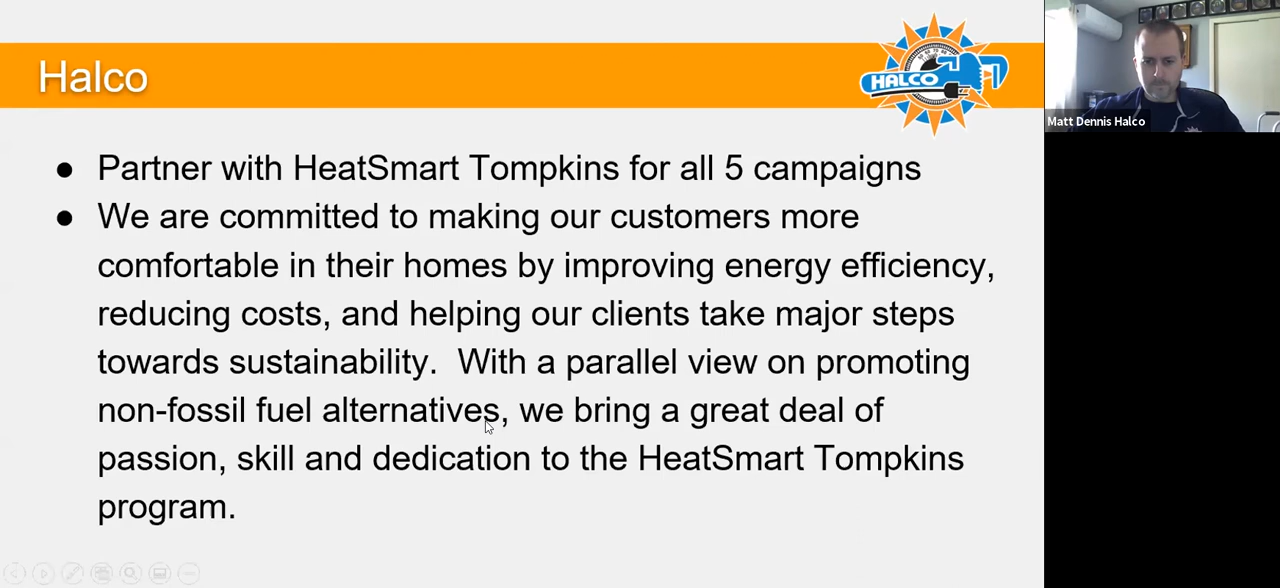 Halco
HALCO
Matt Dennis Halco
● Partner with HeatSmart Tompkins for all 5 campaigns
● We are committed to making our customers more
comfortable in their homes by improving energy efficiency,
reducing costs, and helping our clients take major steps
towards sustainability.  With a parallel view on promoting
non-fossil fuel alternatives, we bring a great deal of
passion, skill and dedication to the HeatSmart Tompkins
program.